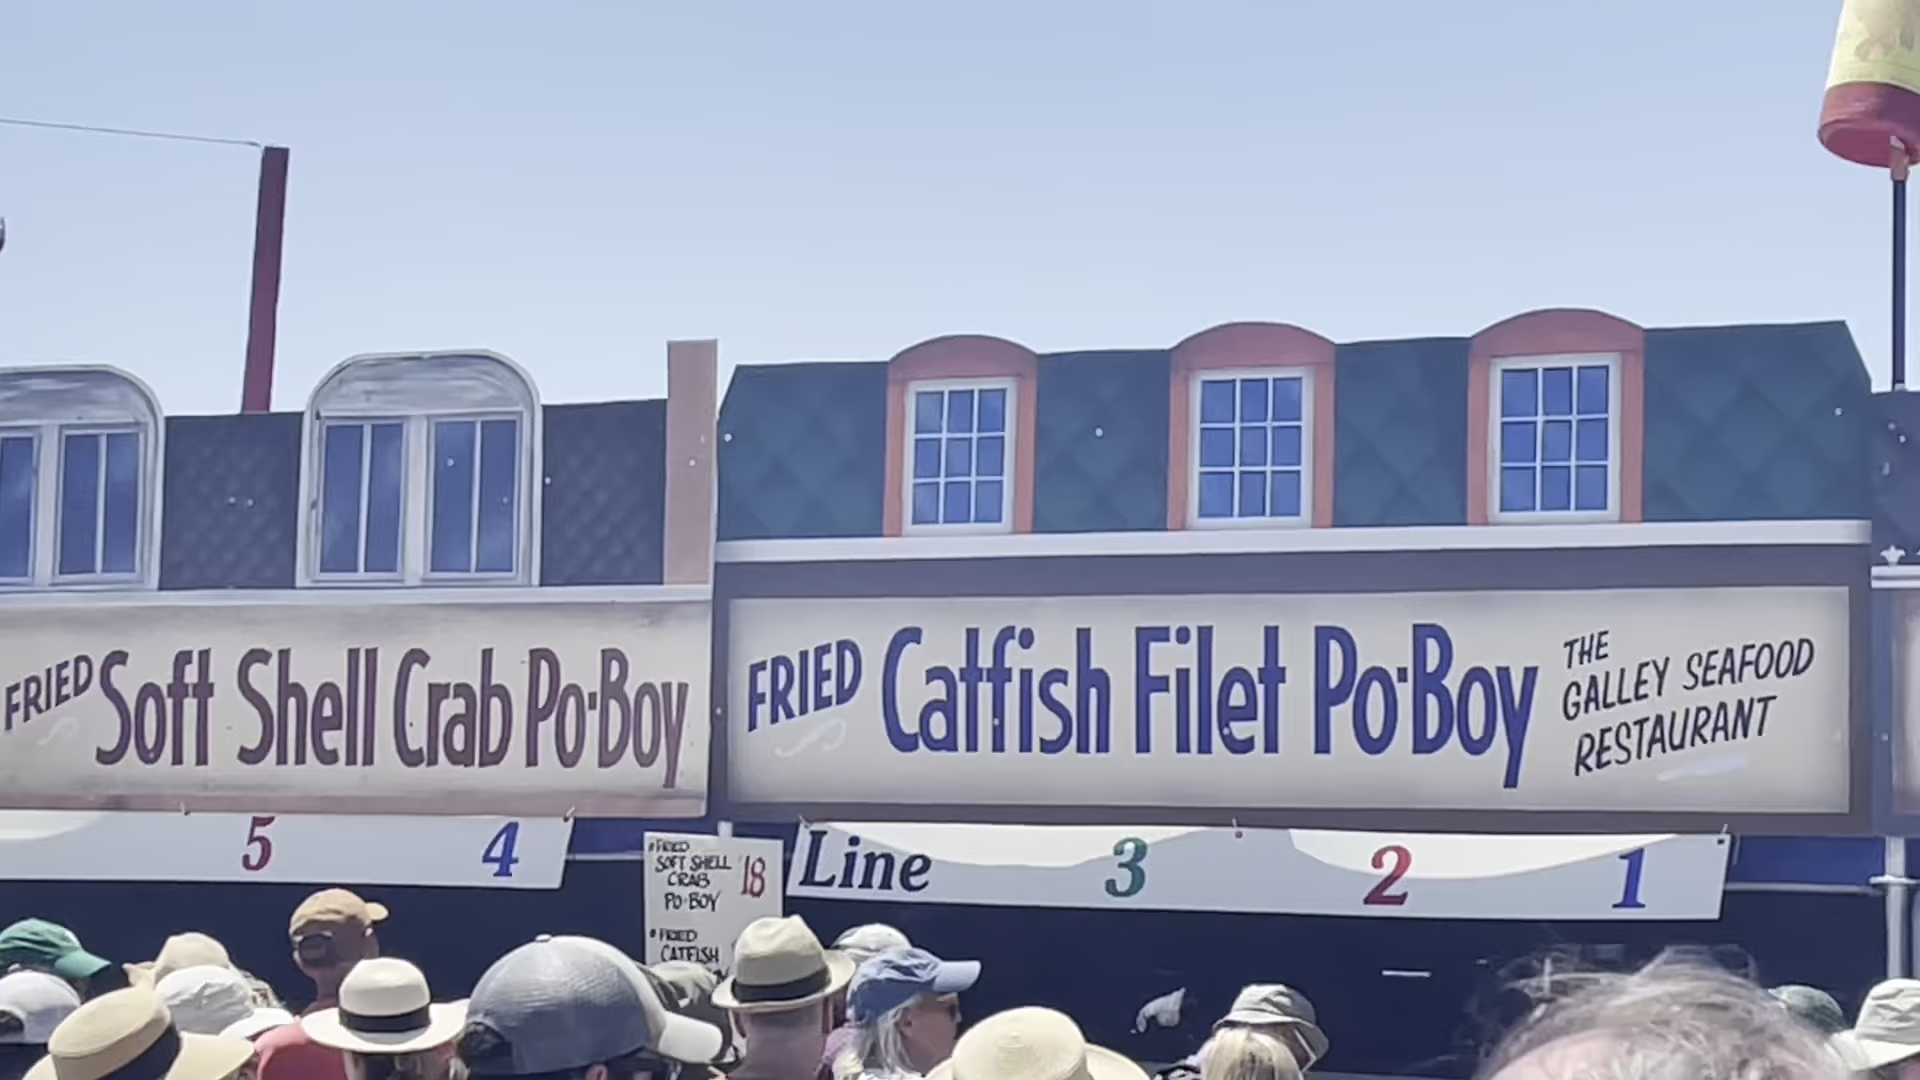 FRIED Soft Shell Crab Po-Boy
FRIED Catfish Filet Po-Boy
THE
GALLEY SEAFOOD
RESTAURANT
5 4
Line 3 2 1
• FRIED
SOFT SHELL
CRAB
PO-BOY
18
• FRIED
CATFISH